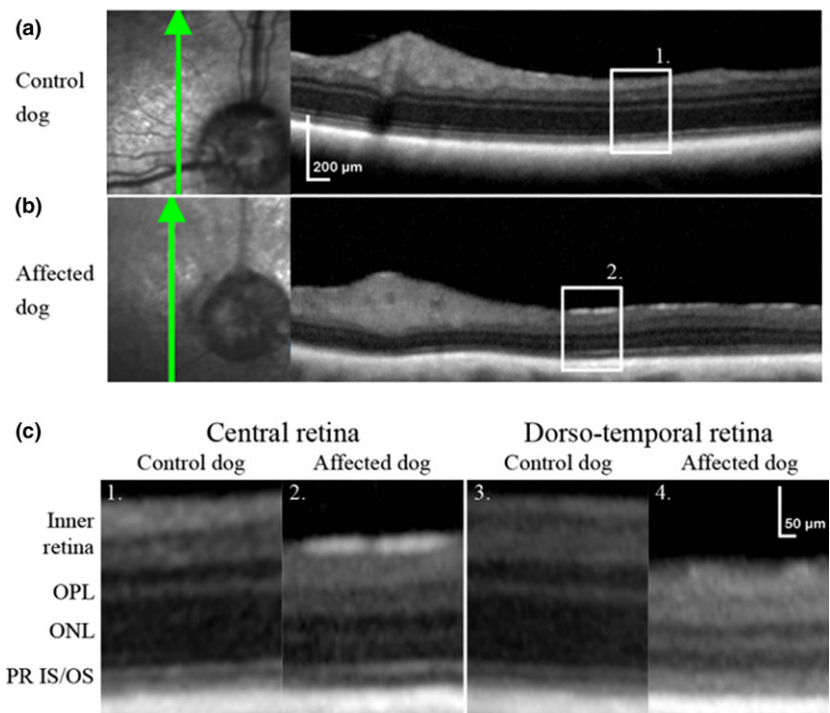 (a)
Control
dog
1.
200 µm
(b)
Affected
dog
2.
(c)
Central retina
Dorso-temporal retina
Control dog
Affected dog
Control dog
Affected dog
1.
2.
3.
4.
50 µm
Inner
retina
OPL
ONL
PR IS/OS